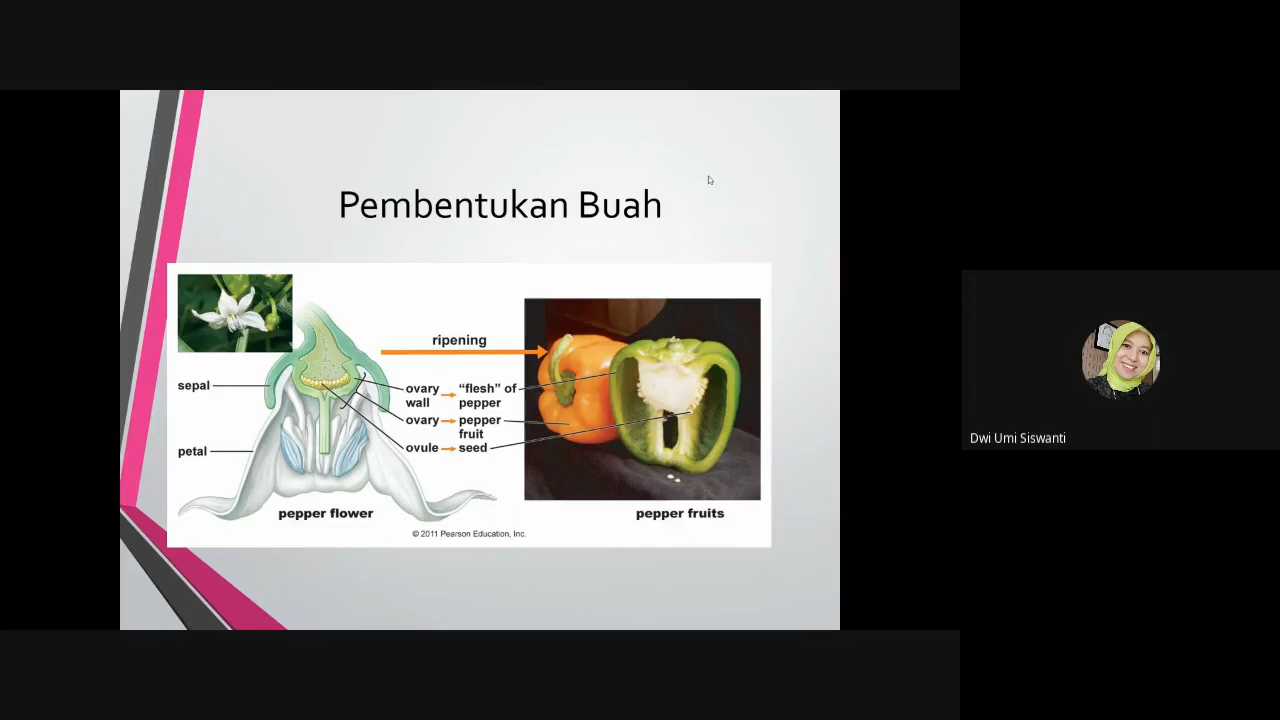 Pembentukan Buah
ripening
sepal
ovary wall → “flesh” of pepper
ovary → pepper fruit
petal
ovule → seed
pepper flower
pepper fruits
© 2011 Pearson Education, Inc.
Dwi Umi Siswanti